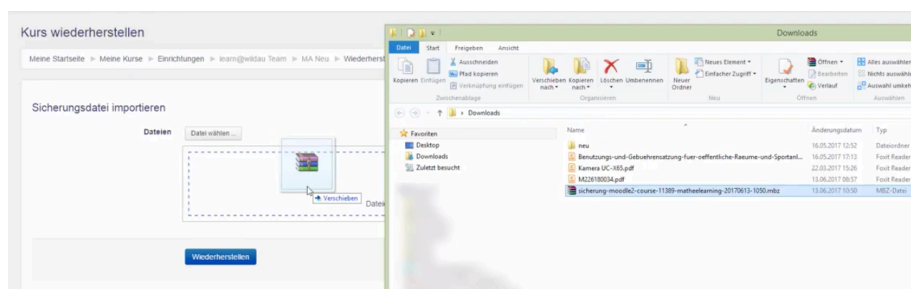 Kurs wiederherstellen
Meine Startseite ▶ Meine Kurse ▶ Einrichtungen ▶ learn@wildau Team ▶ MA Neu ▶ Wiederherst
Sicherungsdatei importieren
Dateien
Datei wählen ...
Verschieben
Datei
Wiederherstellen
Downloads
Datei Start Freigeben Ansicht
Kopieren Einfügen
Ausschneiden
Pfad kopieren
Verknüpfung einfügen
Zwischenablage
Verschieben nach
Kopieren nach
Löschen
Umbenennen
Organisieren
Neuer Ordner
Neues Element
Einfacher Zugriff
Neu
Eigenschaften
Öffnen
Bearbeiten
Verlauf
Öffnen
Alles auswählen
Nichts auswähle
Auswahl umkeh
Auswählen
Downloads
Favoriten
Desktop
Downloads
Zuletzt besucht
Name Änderungsdatum Typ
neu 16.05.2017 12:52 Dateiordner
Benutzungs-und-Gebuehrensatzung-fuer-oeffentliche-Raeume-und-Sportanl... 16.05.2017 17:13 Foxit Reader
Kamera UC-X65.pdf 22.03.2017 15:26 Foxit Reader
M226180034.pdf 13.06.2017 08:57 Foxit Reader
sicherung-moodle2-course-11389-matheelearning-20170613-1050.mbz 13.06.2017 10:50 MBZ-Datei